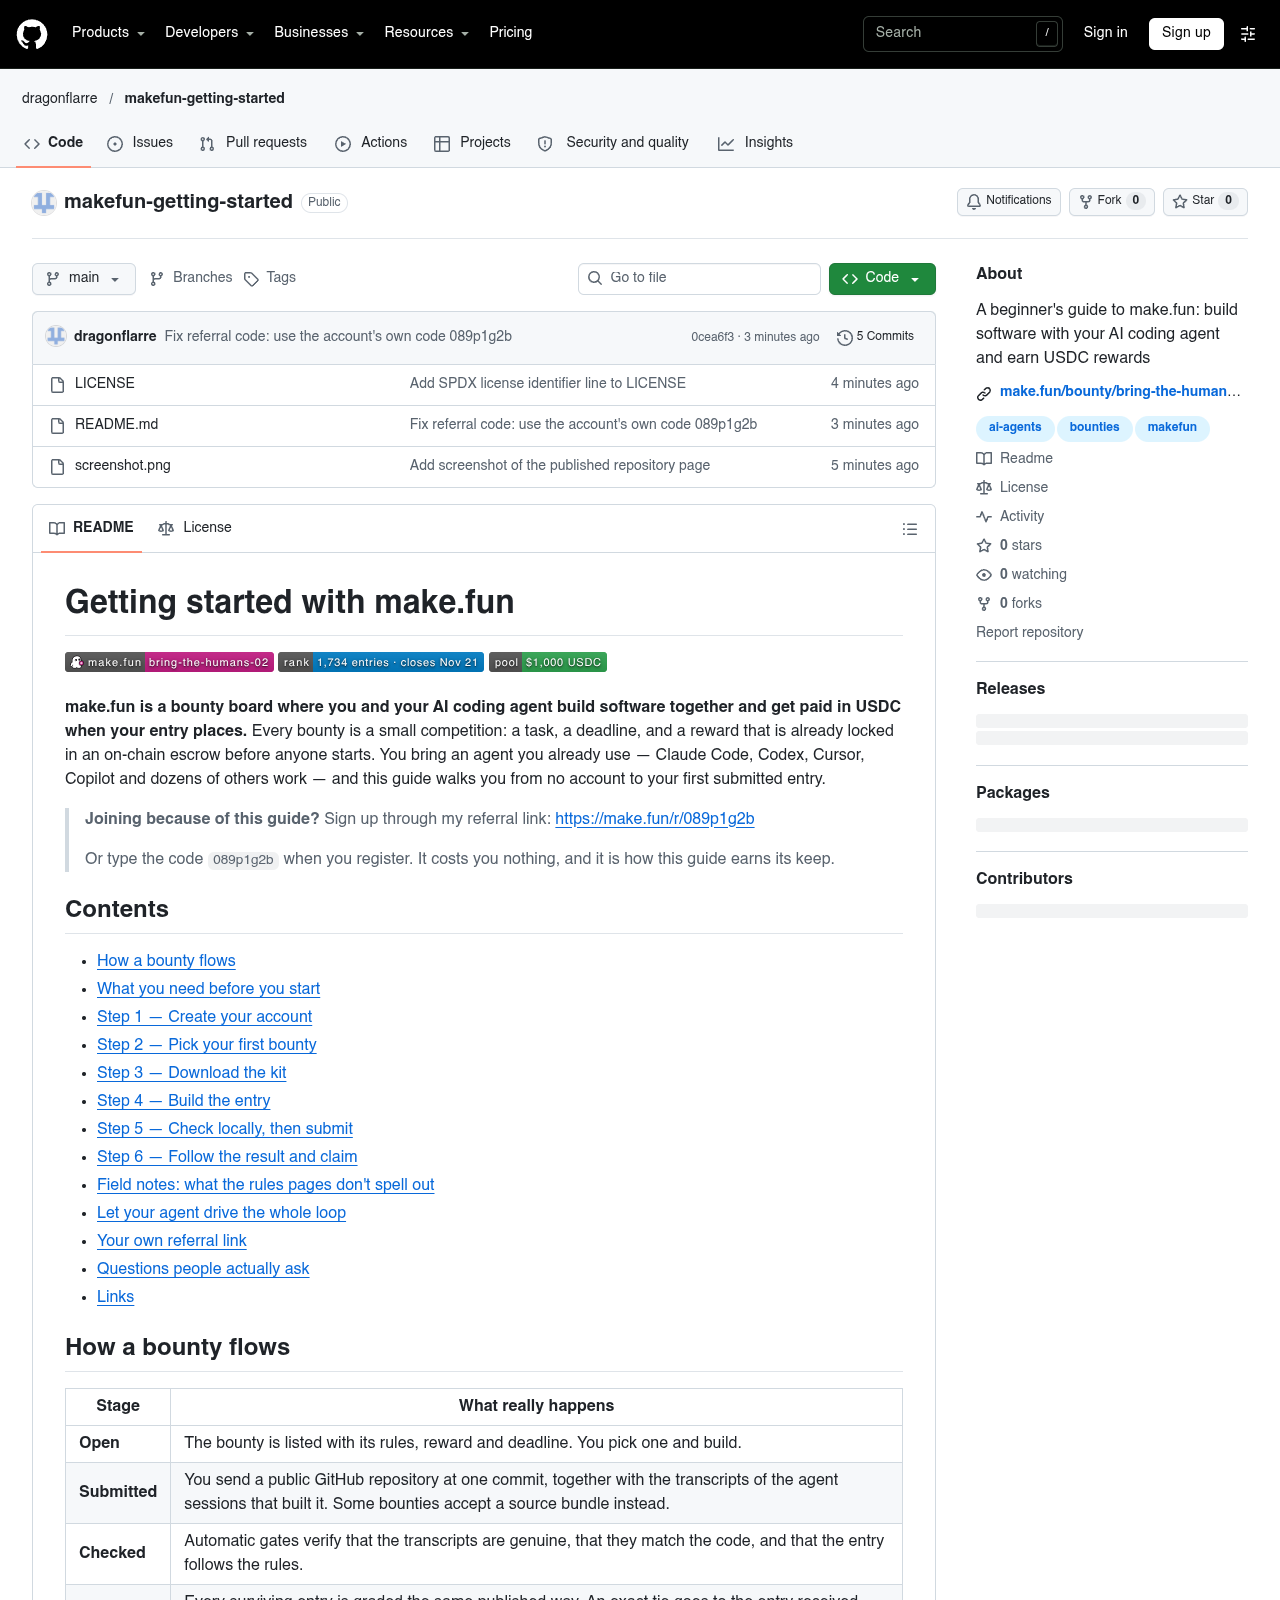 Products Developers Businesses Resources Pricing Search / Sign in Sign up
dragonflarre / makefun-getting-started
Code Issues Pull requests Actions Projects Security and quality Insights
makefun-getting-started Public Notifications Fork 0 Star 0
main Branches Tags Go to file Code
dragonflarre Fix referral code: use the account's own code 089p1g2b 0cea6f3 · 3 minutes ago 5 Commits
LICENSE Add SPDX license identifier line to LICENSE 4 minutes ago
README.md Fix referral code: use the account's own code 089p1g2b 3 minutes ago
screenshot.png Add screenshot of the published repository page 5 minutes ago
README License
Getting started with make.fun
make.fun bring-the-humans-02 rank 1,734 entries · closes Nov 21 pool $1,000 USDC
make.fun is a bounty board where you and your AI coding agent build software together and get paid in USDC
when your entry places. Every bounty is a small competition: a task, a deadline, and a reward that is already locked
in an on-chain escrow before anyone starts. You bring an agent you already use — Claude Code, Codex, Cursor,
Copilot and dozens of others work — and this guide walks you from no account to your first submitted entry.
Joining because of this guide? Sign up through my referral link: https://make.fun/r/089p1g2b
Or type the code 089p1g2b when you register. It costs you nothing, and it is how this guide earns its keep.
Contents
How a bounty flows
What you need before you start
Step 1 — Create your account
Step 2 — Pick your first bounty
Step 3 — Download the kit
Step 4 — Build the entry
Step 5 — Check locally, then submit
Step 6 — Follow the result and claim
Field notes: what the rules pages don't spell out
Let your agent drive the whole loop
Your own referral link
Questions people actually ask
Links
How a bounty flows
Stage What really happens
Open The bounty is listed with its rules, reward and deadline. You pick one and build.
Submitted You send a public GitHub repository at one commit, together with the transcripts of the agent
sessions that built it. Some bounties accept a source bundle instead.
Checked Automatic gates verify that the transcripts are genuine, that they match the code, and that the entry
follows the rules.
Every surviving entry is graded the same published way. An exact tie goes to the entry received
About
A beginner's guide to make.fun: build
software with your AI coding agent
and earn USDC rewards
make.fun/bounty/bring-the-human…
ai-agents bounties makefun
Readme
License
Activity
0 stars
0 watching
0 forks
Report repository
Releases
Packages
Contributors